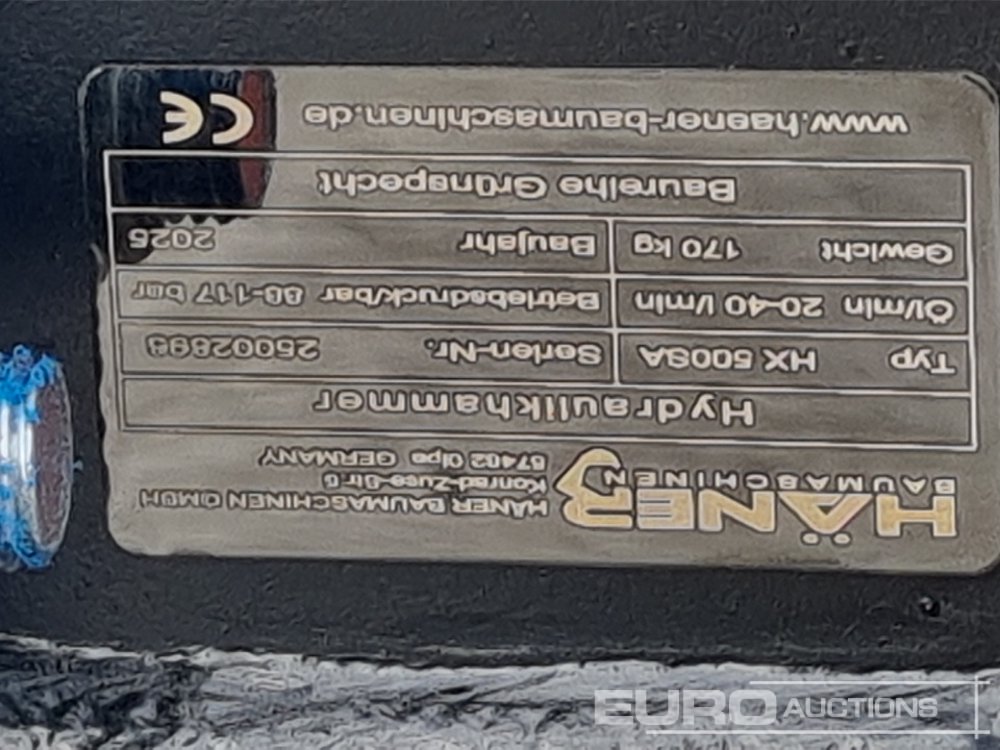 HÄNER
BAUMASCHINEN
HÄNER BAUMASCHINEN GMBH
Konrad-Zuse-Str 6
57462 Olpe GERMANY
Hydraulikhammer
Typ HX 500SA Serien-Nr.
Öl/min 20-40 l/min Betriebsdruck/bar 88-117 bar
Gewicht 170 kg Baujahr 2025
Baureihe Grünspecht
www.haener-baumaschinen.de
CE
EURO AUCTIONS